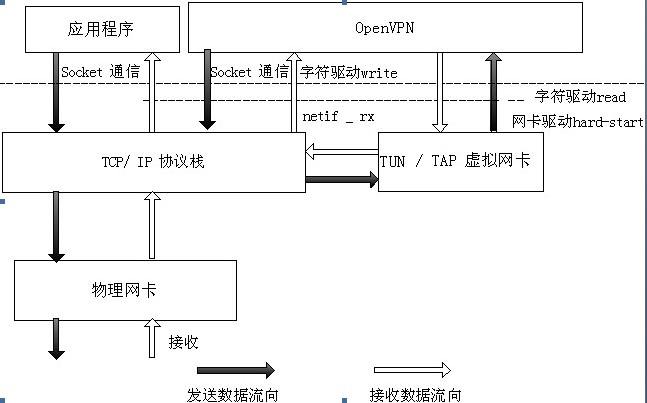 应用程序
OpenVPN
Socket 通信
Socket 通信
字符驱动write
字符驱动read
netif _ rx
网卡驱动hard-start
TCP/ IP 协议栈
TUN / TAP 虚拟网卡
物理网卡
接收
发送数据流向
接收数据流向